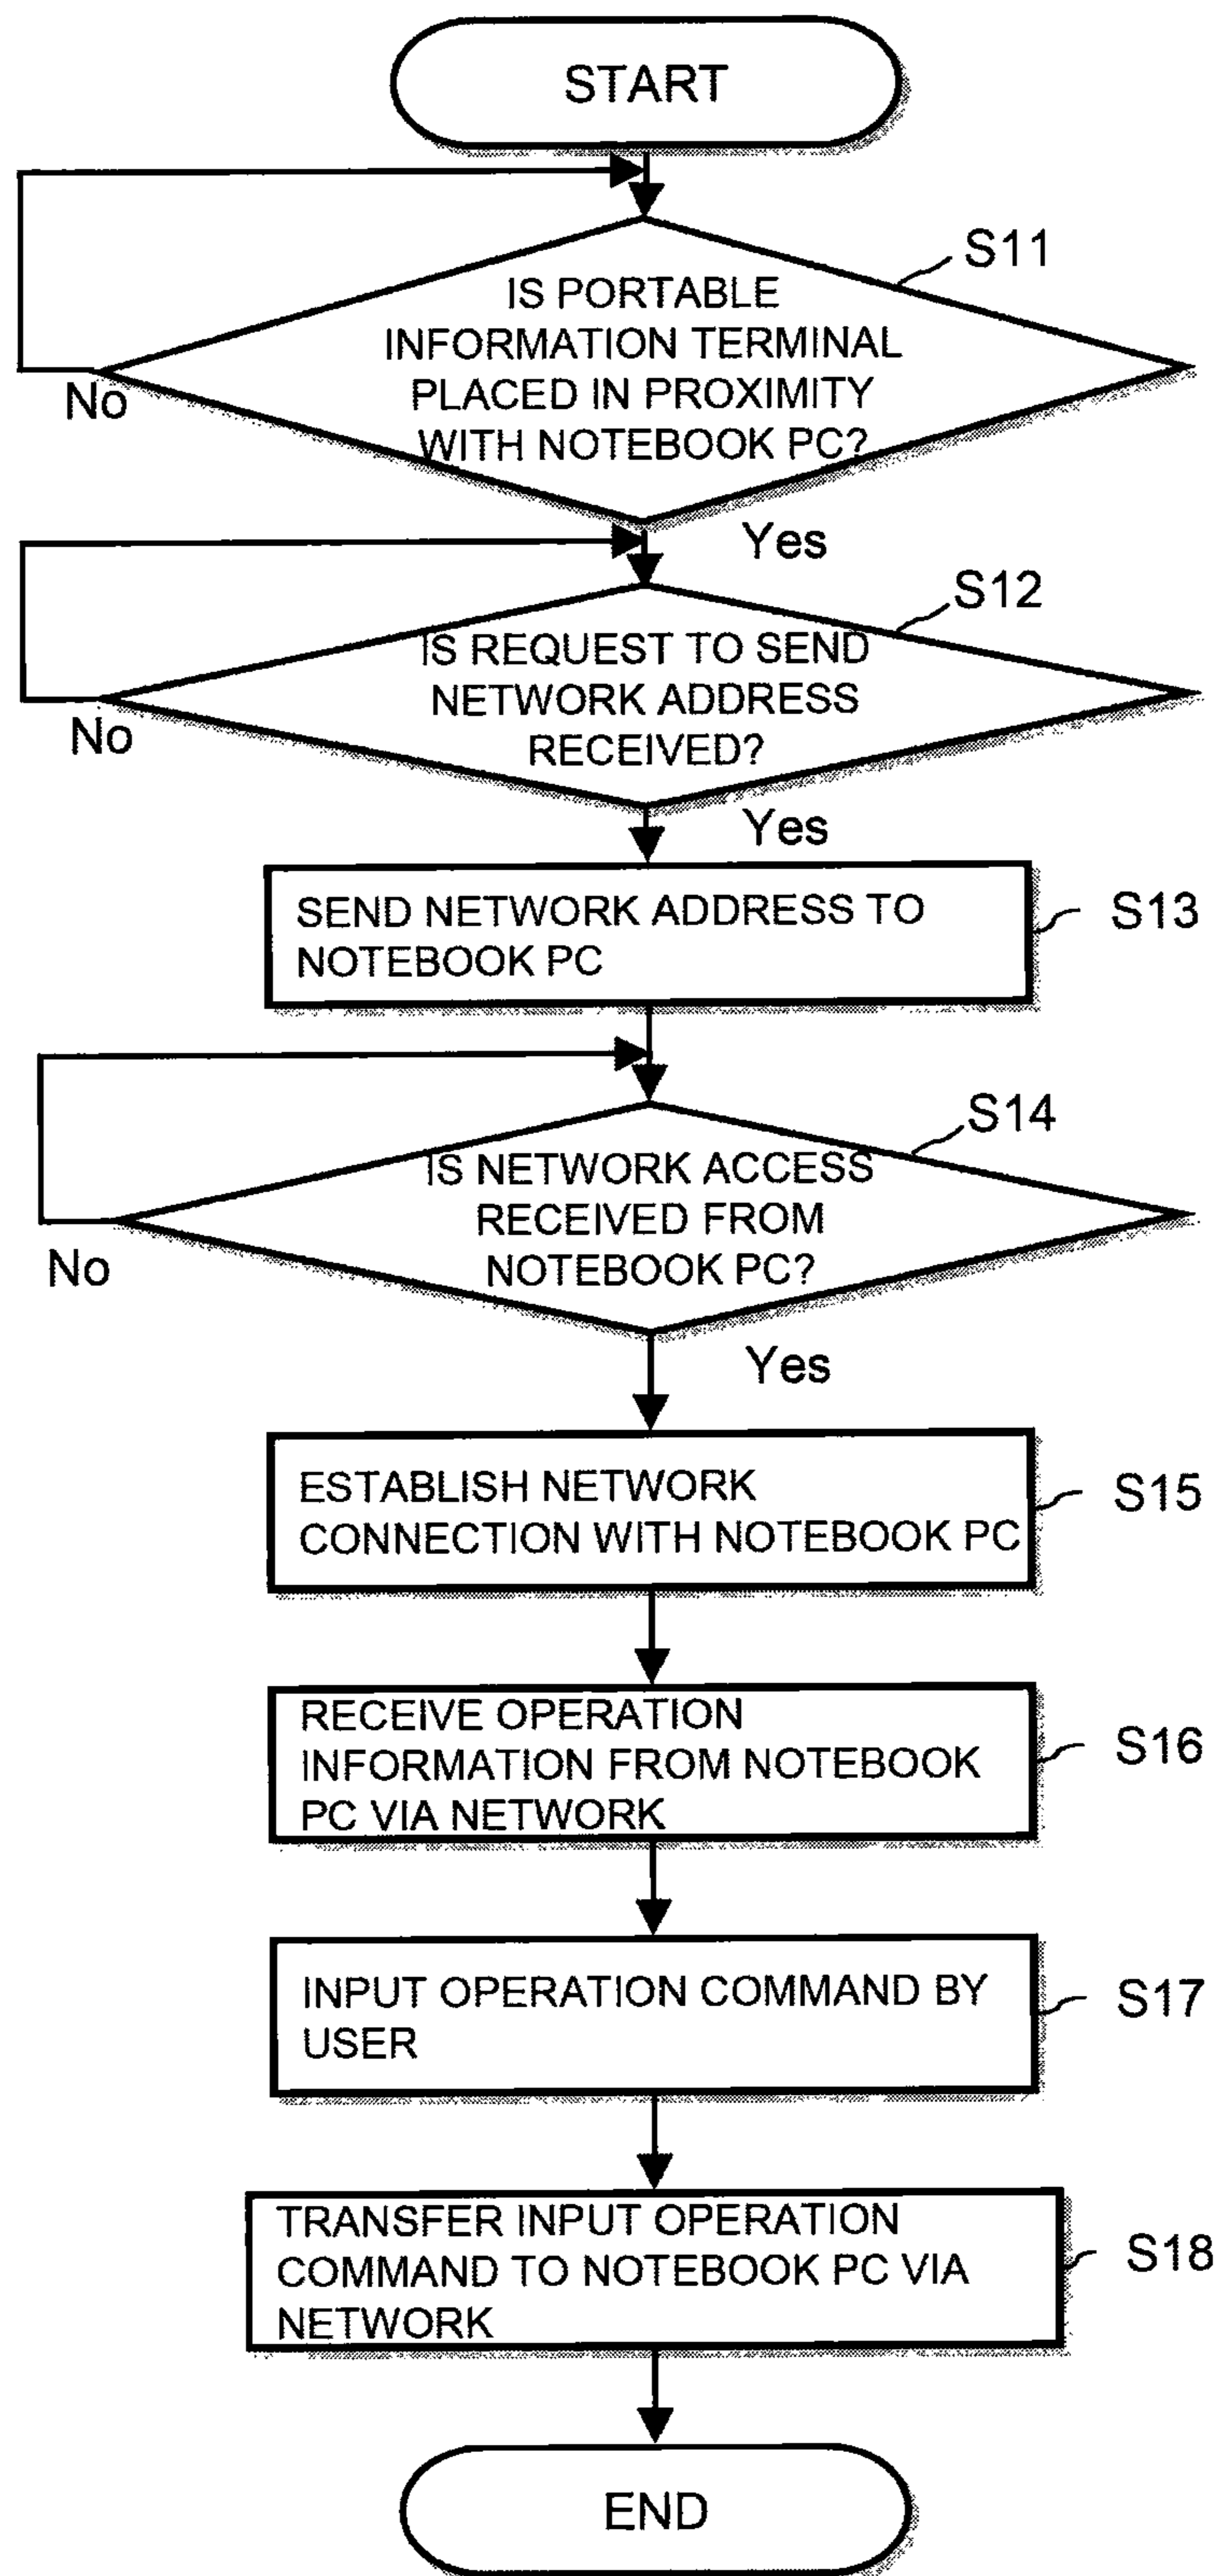 START
S11
IS PORTABLE
INFORMATION TERMINAL
PLACED IN PROXIMITY
WITH NOTEBOOK PC?
No
Yes
S12
IS REQUEST TO SEND
NETWORK ADDRESS
RECEIVED?
No
Yes
SEND NETWORK ADDRESS TO
NOTEBOOK PC
S13
S14
IS NETWORK ACCESS
RECEIVED FROM
NOTEBOOK PC?
No
Yes
ESTABLISH NETWORK
CONNECTION WITH NOTEBOOK PC
S15
RECEIVE OPERATION
INFORMATION FROM NOTEBOOK
PC VIA NETWORK
S16
INPUT OPERATION COMMAND BY
USER
S17
TRANSFER INPUT OPERATION
COMMAND TO NOTEBOOK PC VIA
NETWORK
S18
END